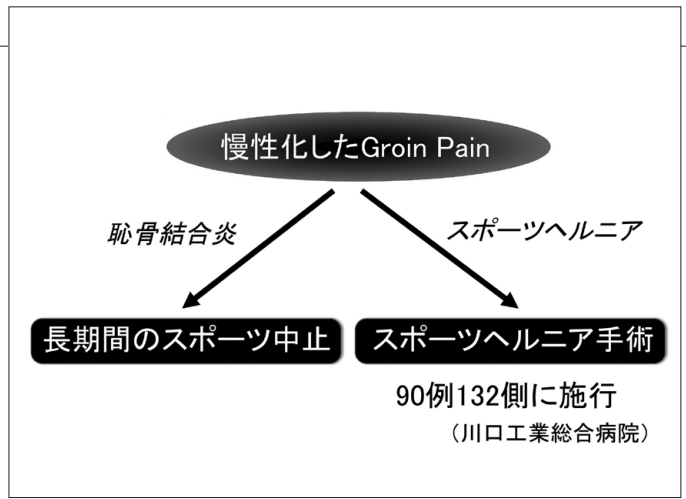 慢性化したGroin Pain
恥骨結合炎
スポーツヘルニア
長期間のスポーツ中止
スポーツヘルニア手術
90例132側に施行
（川口工業総合病院）